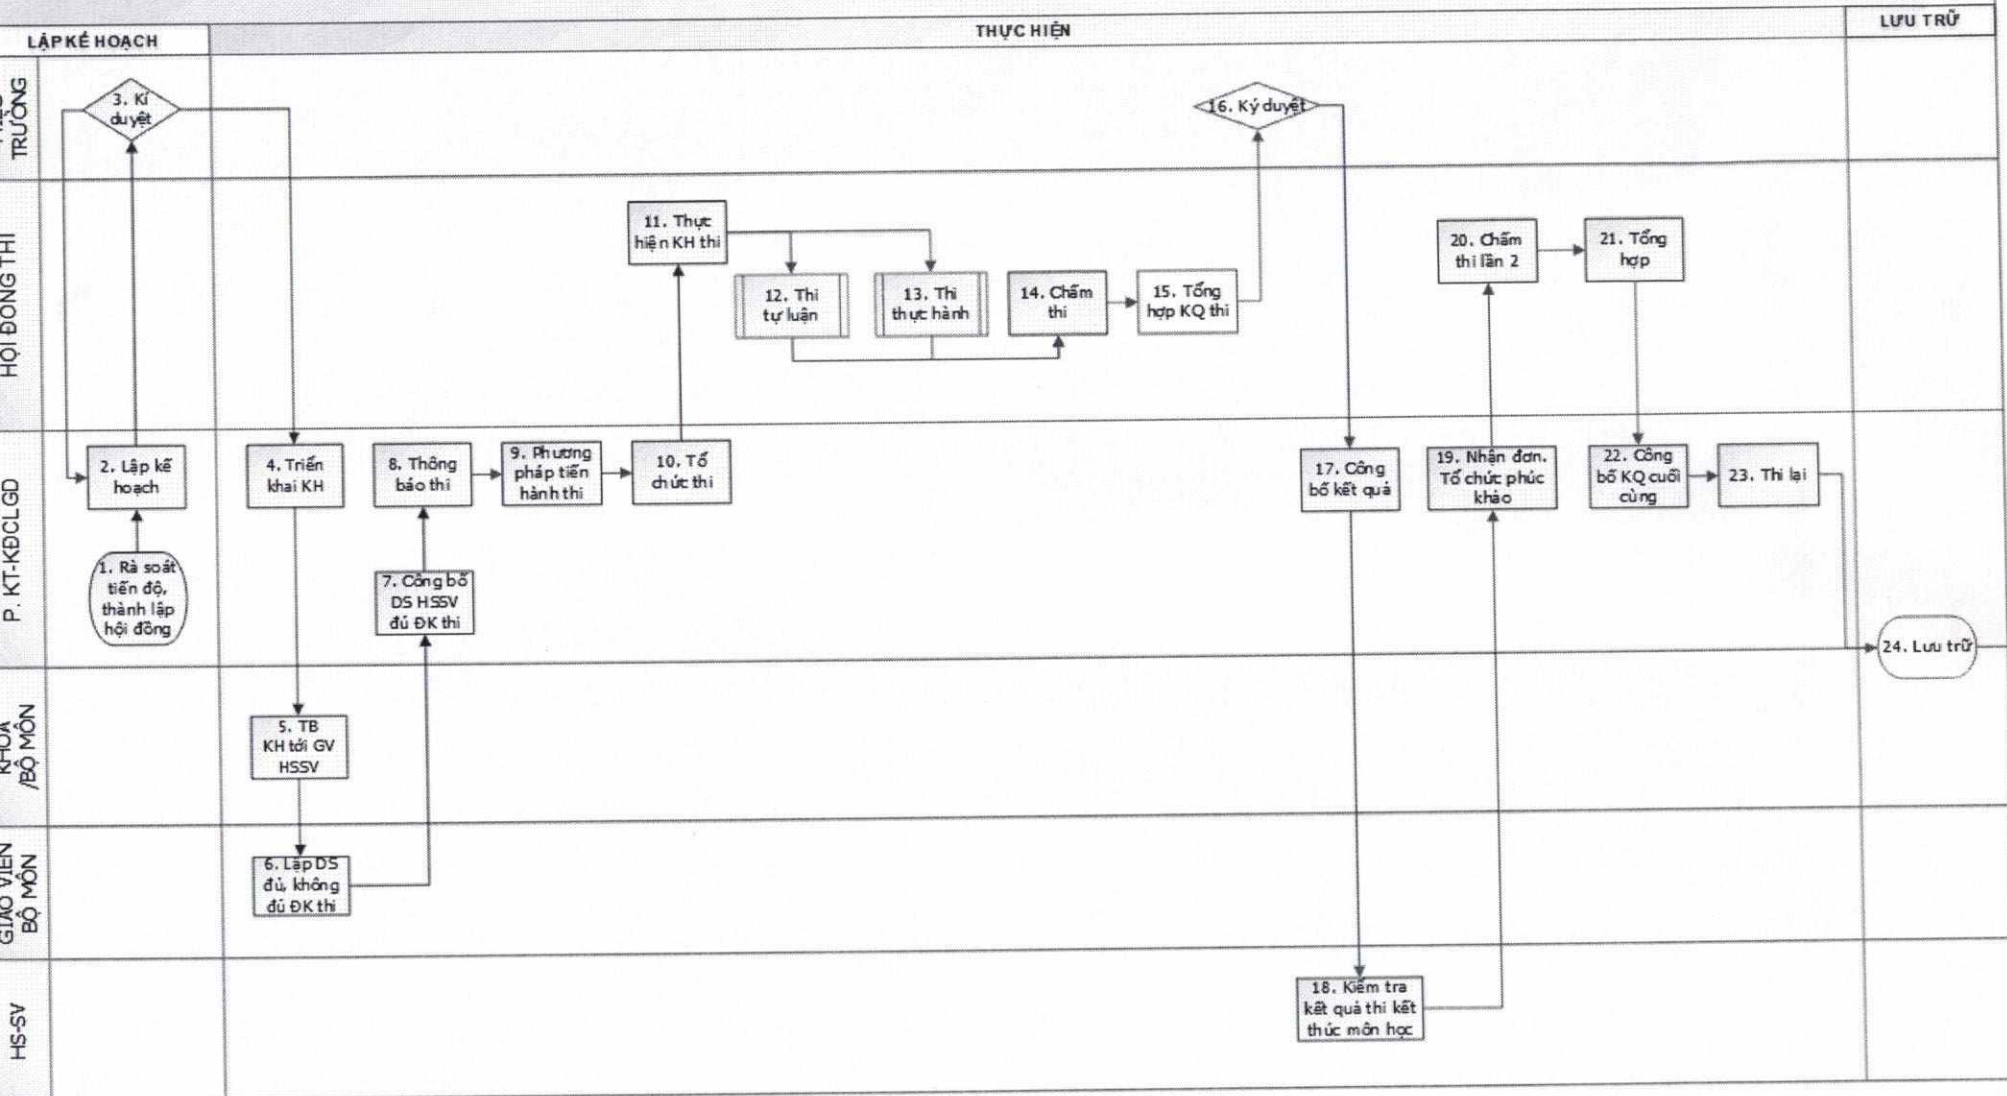 LẬP KẾ HOẠCH
THỰC HIỆN
LƯU TRỮ
TRƯỜNG
3. Kí
duyệt
16. Ký duyệt
HỘI ĐỒNG THI
11. Thực
hiện KH thi
12. Thi
tự luận
13. Thi
thực hành
14. Chấm
thi
15. Tổng
hợp KQ thi
20. Chấm
thi lần 2
21. Tổng
hợp
P. KT-KĐCLGD
2. Lập kế
hoạch
1. Rà soát
tiến độ,
thành lập
hội đồng
4. Triển
khai KH
8. Thông
báo thi
9. Phương
pháp tiến
hành thi
10. Tổ
chức thi
7. Công bố
DS HSSV
đủ ĐK thi
17. Công
bố kết quả
19. Nhận đơn.
Tổ chức phúc
khảo
22. Công
bố KQ cuối
cùng
23. Thi lại
24. Lưu trữ
KHOA
/BỘ MÔN
5. TB
KH tới GV
HSSV
GIÁO VIÊN
BỘ MÔN
6. Lập DS
đủ, không
đủ ĐK thi
HS-SV
18. Kiểm tra
kết quả thi kết
thúc môn học